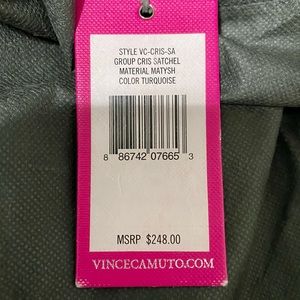 STYLE VC-CRIS-SA
GROUP CRIS SATCHEL
MATERIAL MATYSH
COLOR TURQUOISE
8 86742 07665 3
MSRP $248.00
VINCECAMUTO.COM